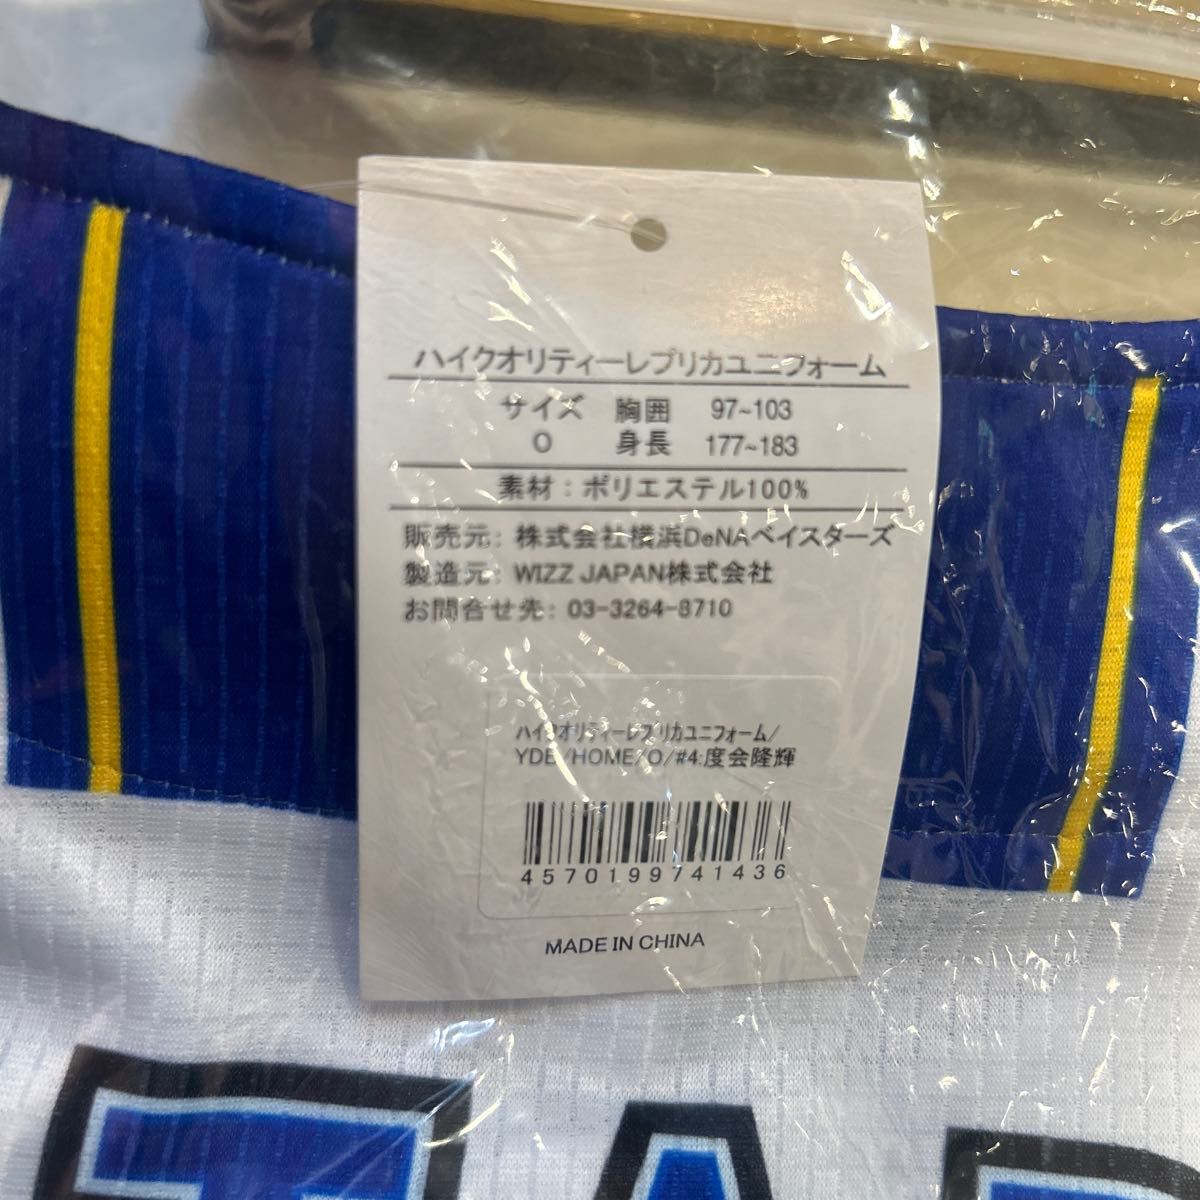 ハイクオリティーレプリカユニフォーム
サイズ 胸囲 97~103
O 身長 177~183
素材：ポリエステル100%
販売元: 株式会社横浜DeNAベイスターズ
製造元: WIZZ JAPAN株式会社
お問合せ先: 03-3264-8710
ハイクオリティーレプリカユニフォーム/
YDE /HOME/O/#4:度会隆輝
4570199741436
MADE IN CHINA